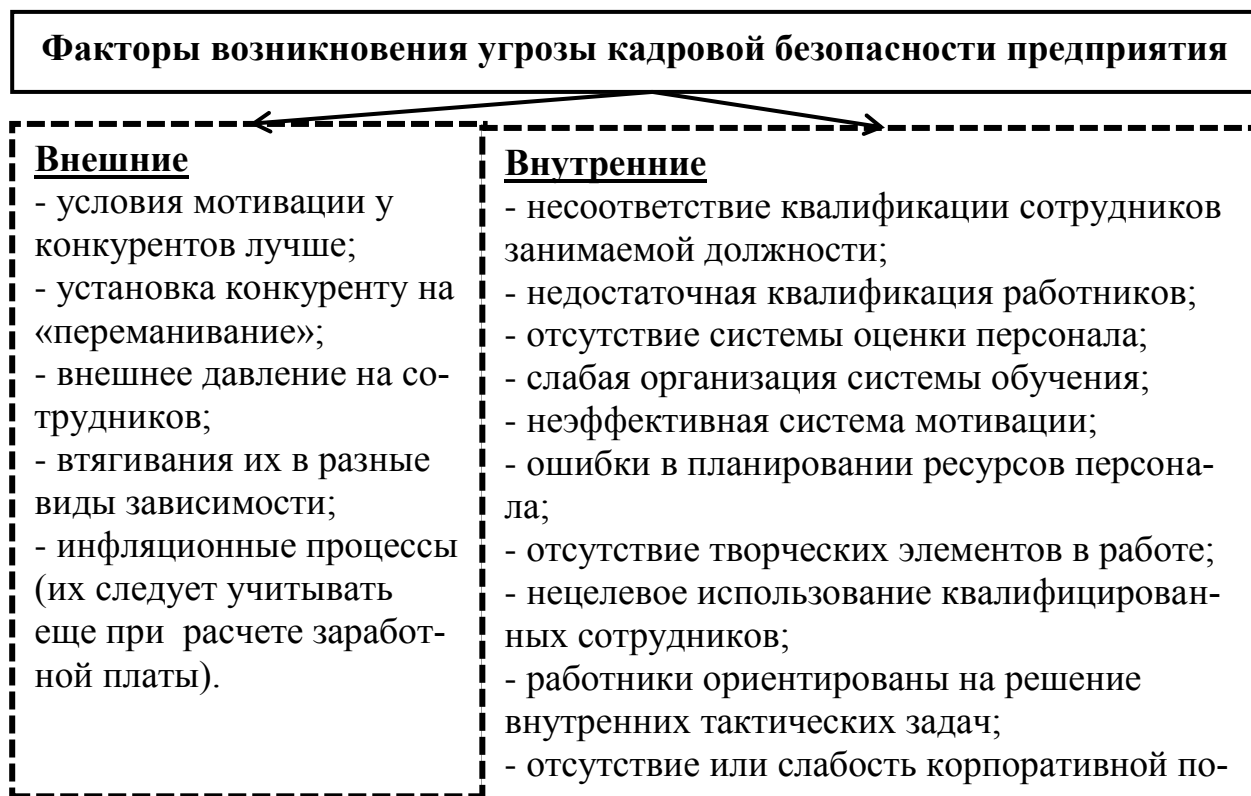 Факторы возникновения угрозы кадровой безопасности предприятия
Внешние
- условия мотивации у
конкурентов лучше;
- установка конкуренту на
«переманивание»;
- внешнее давление на со-
трудников;
- втягивания их в разные
виды зависимости;
- инфляционные процессы
(их следует учитывать
еще при расчете заработ-
ной платы).
Внутренние
- несоответствие квалификации сотрудников
занимаемой должности;
- недостаточная квалификация работников;
- отсутствие системы оценки персонала;
- слабая организация системы обучения;
- неэффективная система мотивации;
- ошибки в планировании ресурсов персона-
ла;
- отсутствие творческих элементов в работе;
- нецелевое использование квалифицирован-
ных сотрудников;
- работники ориентированы на решение
внутренних тактических задач;
- отсутствие или слабость корпоративной по-